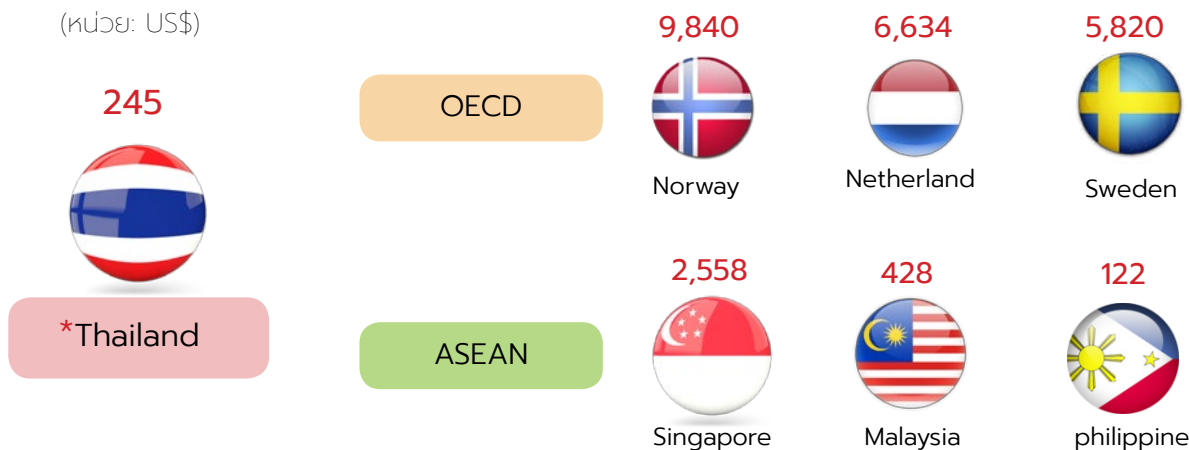 (หน่วย: US$)
245
*Thailand
OECD
9,840
6,634
5,820
Norway
Netherland
Sweden
ASEAN
2,558
428
122
Singapore
Malaysia
philippine